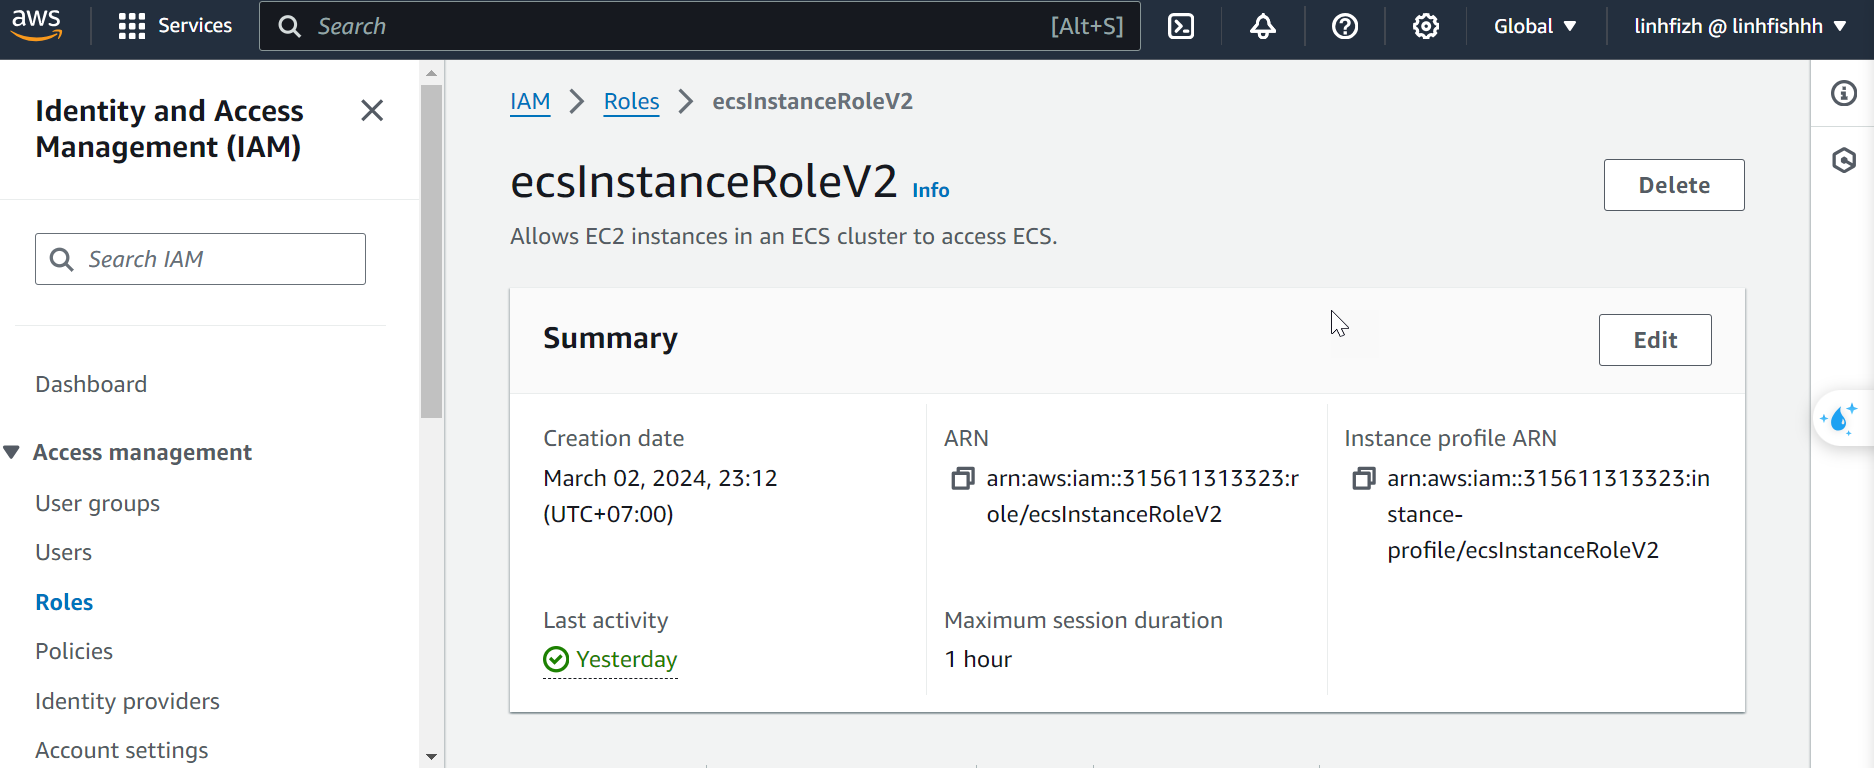 aws
Services
Search
[Alt+S]
Global
linhfizh @ linhfishhh
Identity and Access
Management (IAM)
Search IAM
Dashboard
Access management
User groups
Users
Roles
Policies
Identity providers
Account settings
IAM > Roles > ecsInstanceRoleV2
ecsInstanceRoleV2 Info
Delete
Allows EC2 instances in an ECS cluster to access ECS.
Summary
Edit
Creation date
March 02, 2024, 23:12
(UTC+07:00)
ARN
arn:aws:iam::315611313323:r
ole/ecsInstanceRoleV2
Instance profile ARN
arn:aws:iam::315611313323:in
stance-
profile/ecsInstanceRoleV2
Last activity
Yesterday
Maximum session duration
1 hour